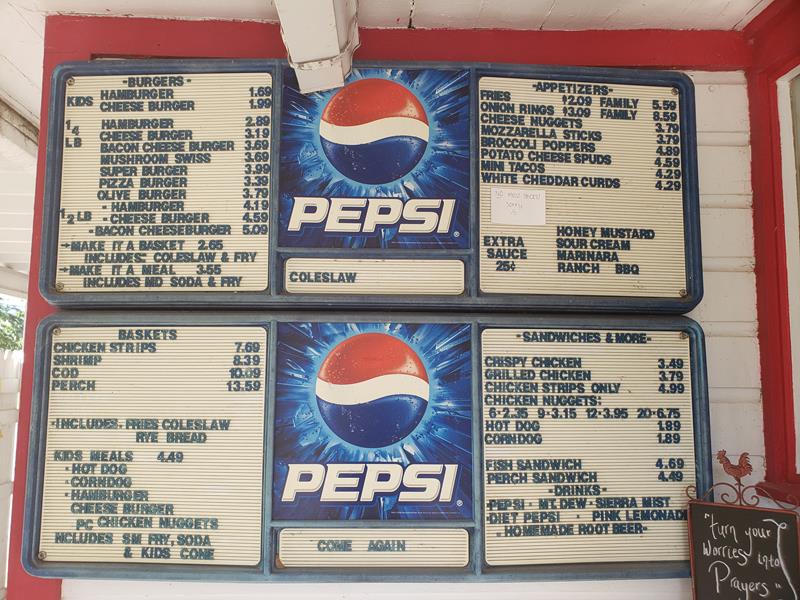 -BURGERS-
KIDS HAMBURGER 1.69
CHEESE BURGER 1.99
1/4 LB HAMBURGER 2.89
CHEESE BURGER 3.19
BACON CHEESE BURGER 3.69
MUSHROOM SWISS 3.69
SUPER BURGER 3.99
PIZZA BURGER 3.39
OLIVE BURGER 3.79
1/2 LB -HAMBURGER 4.19
-CHEESE BURGER 4.59
-BACON CHEESEBURGER 5.09
MAKE IT A BASKET 2.65
INCLUDES: COLESLAW & FRY
MAKE IT A MEAL 3.55
INCLUDES MD SODA & FRY
PEPSI
COLESLAW
-APPETIZERS-
FRIES $2.09 FAMILY 5.59
ONION RINGS $3.09 FAMILY 8.59
CHEESE NUGGETS 3.79
MOZZARELLA STICKS 3.79
BROCCOLI POPPERS 4.89
POTATO CHEESE SPUDS 4.59
MINI TACOS 4.29
WHITE CHEDDAR CURDS 4.29
EXTRA SAUCE 25¢
HONEY MUSTARD
SOUR CREAM
MARINARA
RANCH BBQ
BASKETS
CHICKEN STRIPS 7.69
SHRIMP 8.39
COD 10.09
PERCH 13.59
-INCLUDES. FRIES COLESLAW
RYE BREAD
KIDS MEALS 4.49
-HOT DOG
-CORNDOG
-HAMBURGER
CHEESE BURGER
PC CHICKEN NUGGETS
INCLUDES SM FRY, SODA
& KIDS CONE
PEPSI
COME AGAIN
-SANDWICHES & MORE-
CRISPY CHICKEN 3.49
GRILLED CHICKEN 3.79
CHICKEN STRIPS ONLY 4.99
CHICKEN NUGGETS:
6-2.35 9-3.15 12-3.95 20-6.75
HOT DOG 1.89
CORNDOG 1.89
FISH SANDWICH 4.69
PERCH SANDWICH 4.49
-DRINKS-
PEPSI - MT. DEW - SIERRA MIST
-DIET PEPSI - PINK LEMONADE
-HOMEMADE ROOT BEER-
"Turn your
Worries into
Prayers"